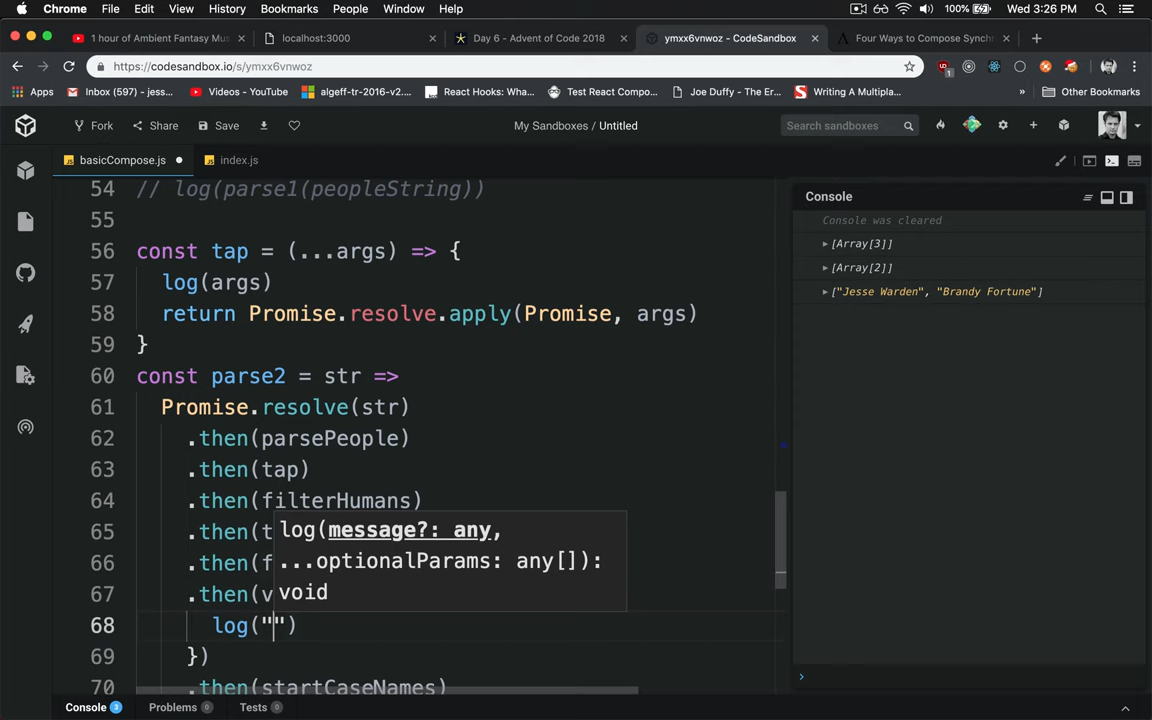 Chrome File Edit View History Bookmarks People Window Help 100% Wed 3:26 PM
1 hour of Ambient Fantasy Mus localhost:3000 Day 6 - Advent of Code 2018 ymxx6vnwoz - CodeSandbox Four Ways to Compose Synchr
https://codesandbox.io/s/ymxx6vnwoz
Apps Inbox (597) - jess... Videos - YouTube algeff-tr-2016-v2.... React Hooks: Wha... Test React Compo... Joe Duffy - The Er... Writing A Multipla... » Other Bookmarks
Fork Share Save My Sandboxes / Untitled Search sandboxes
basicCompose.js index.js
Console
Console was cleared
[Array[3]]
[Array[2]]
["Jesse Warden", "Brandy Fortune"]
54 // log(parse1(peopleString))
55
56 const tap = (...args) => {
57 log(args)
58 return Promise.resolve.apply(Promise, args)
59 }
60 const parse2 = str =>
61 Promise.resolve(str)
62 .then(parsePeople)
63 .then(tap)
64 .then(filterHumans)
65 .then(t
66 .then(f
67 .then(v
68 log("")
69 })
70 .then(startCaseNames)
log(message?: any,
...optionalParams: any[]):
void
Console 3 Problems 0 Tests 0